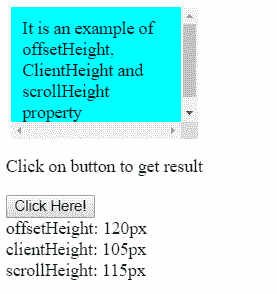 It is an example of
offsetHeight,
ClientHeight and
scrollHeight
property
Click on button to get result
Click Here!
offsetHeight: 120px
clientHeight: 105px
scrollHeight: 115px